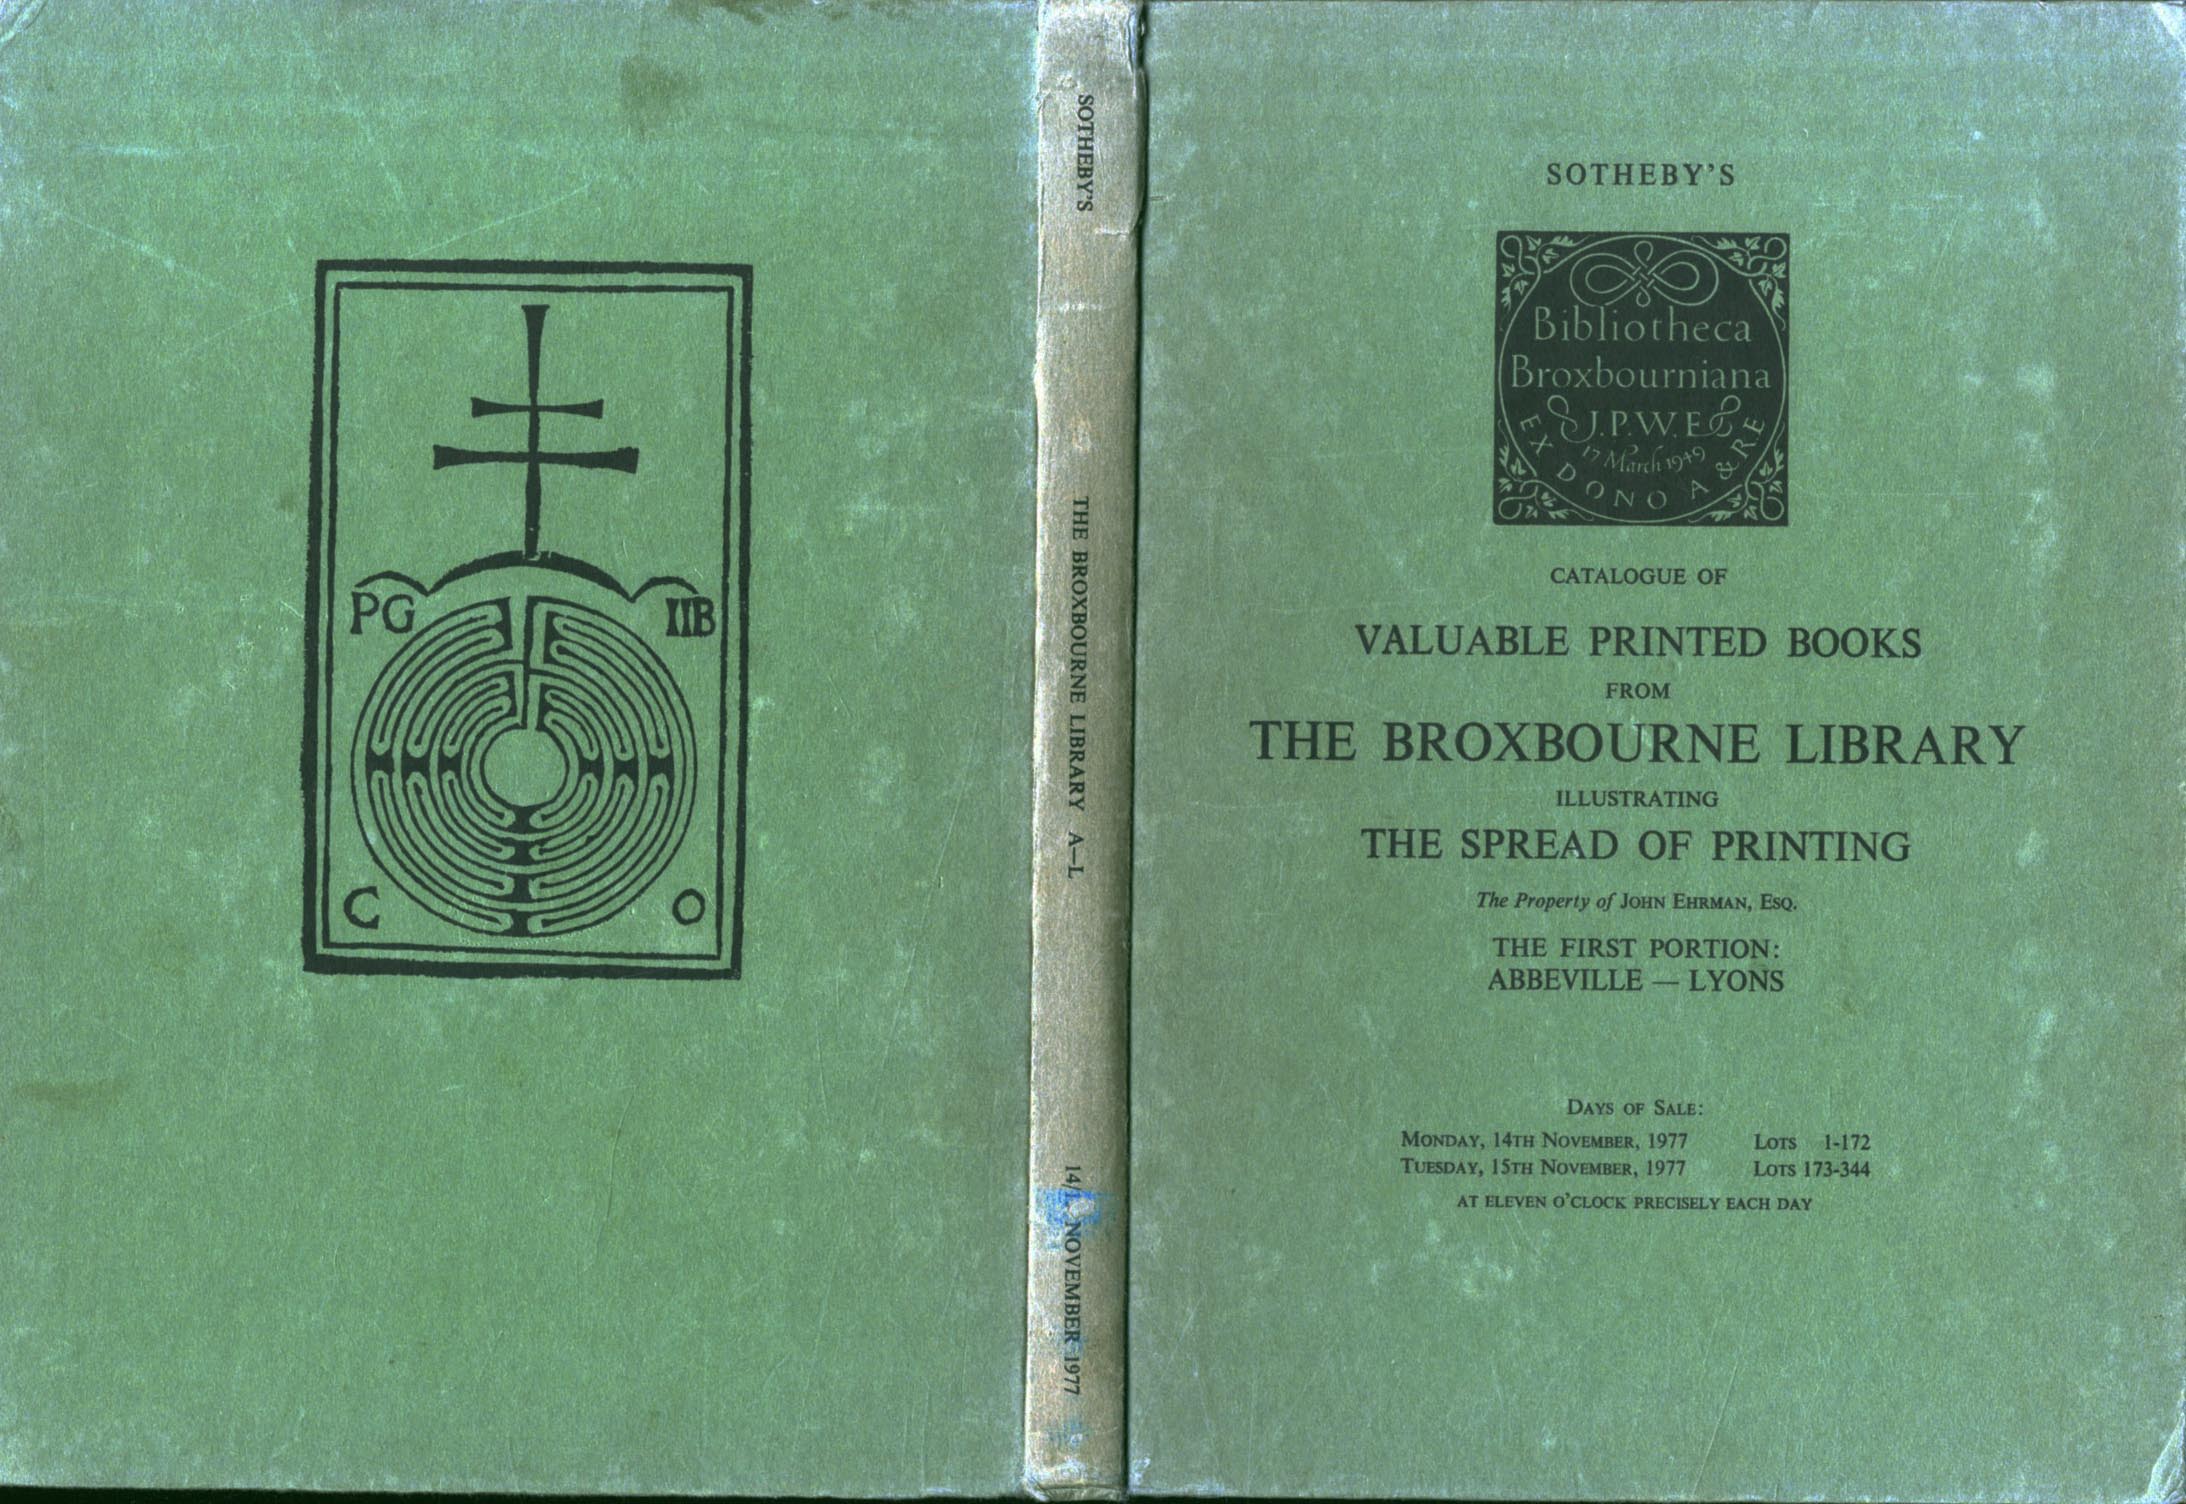 PG IIB
C O
SOTHEBY'S
THE BROXBOURNE LIBRARY A–L
NOVEMBER 1977
SOTHEBY'S
Bibliotheca
Broxbourniana
J.P.W.E
17 March 1949
EX DONO A & RE
CATALOGUE OF
VALUABLE PRINTED BOOKS
FROM
THE BROXBOURNE LIBRARY
ILLUSTRATING
THE SPREAD OF PRINTING
The Property of JOHN EHRMAN, ESQ.
THE FIRST PORTION:
ABBEVILLE — LYONS
DAYS OF SALE:
MONDAY, 14TH NOVEMBER, 1977 LOTS 1-172
TUESDAY, 15TH NOVEMBER, 1977 LOTS 173-344
AT ELEVEN O'CLOCK PRECISELY EACH DAY